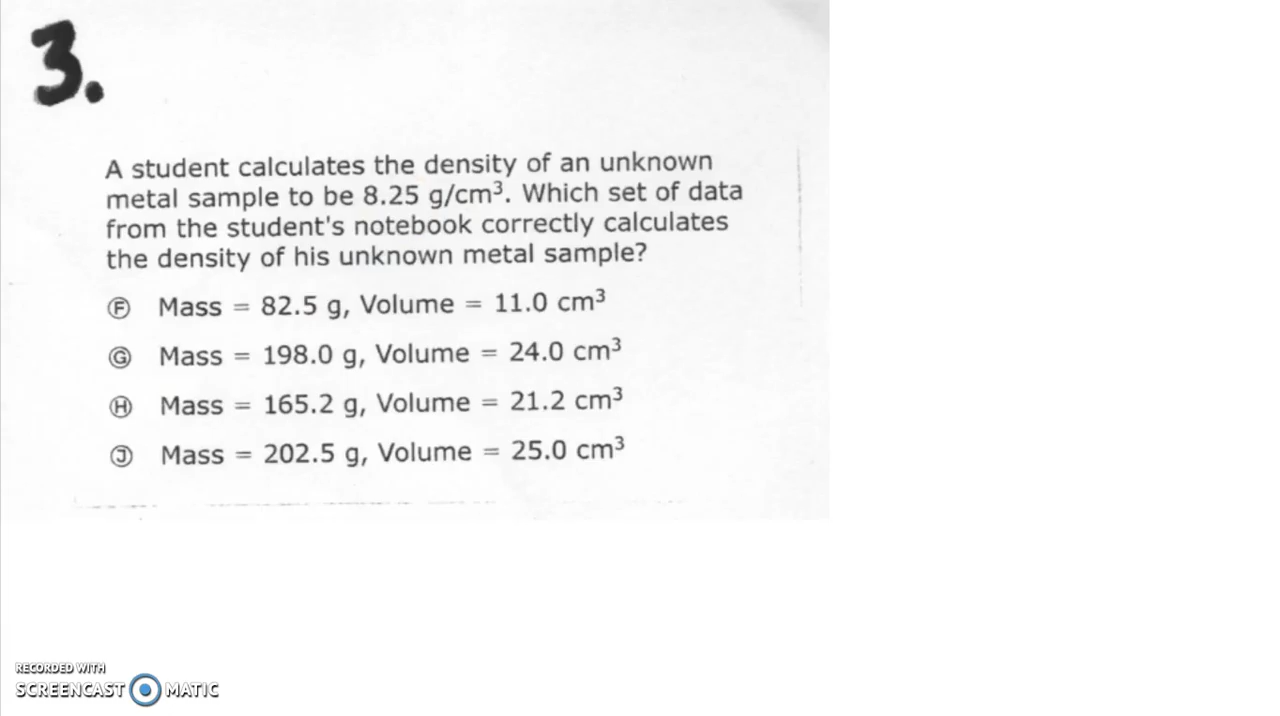 3.
A student calculates the density of an unknown
metal sample to be 8.25 g/cm³. Which set of data
from the student's notebook correctly calculates
the density of his unknown metal sample?
Ⓕ Mass = 82.5 g, Volume = 11.0 cm³
Ⓖ Mass = 198.0 g, Volume = 24.0 cm³
Ⓗ Mass = 165.2 g, Volume = 21.2 cm³
Ⓙ Mass = 202.5 g, Volume = 25.0 cm³
RECORDED WITH
SCREENCAST MATIC